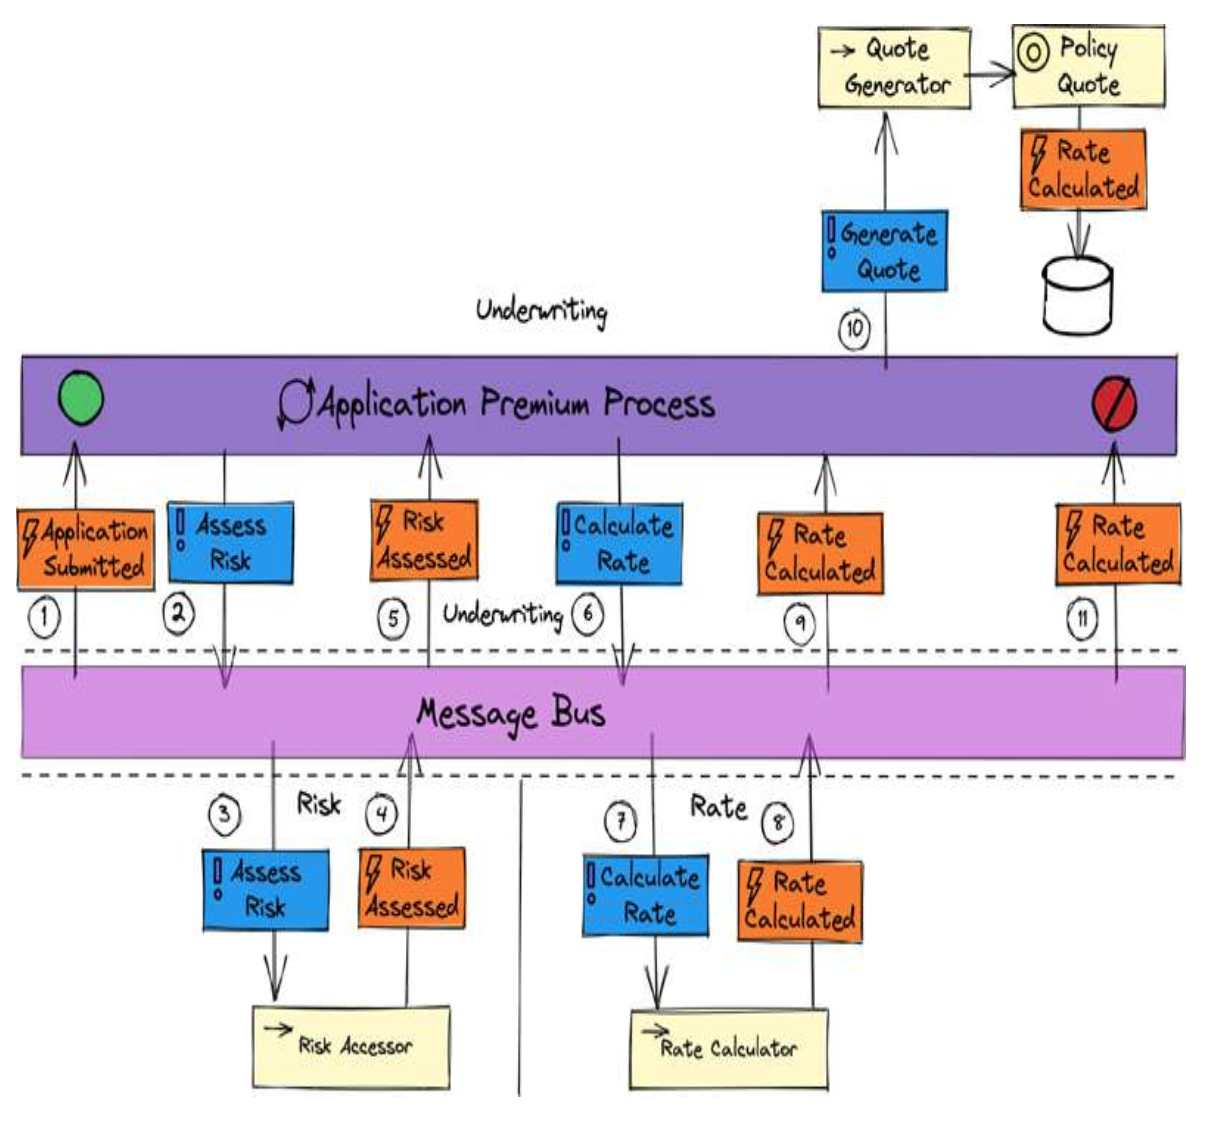 Quote
Generator
Policy
Quote
Rate
Calculated
Generate
Quote
10
Underwriting
Application Premium Process
Application
Submitted
Assess
Risk
Risk
Assessed
Calculate
Rate
Rate
Calculated
Rate
Calculated
1
2
5
Underwriting
6
9
11
Message Bus
3
Risk
4
7
Rate
8
Assess
Risk
Risk
Assessed
Calculate
Rate
Rate
Calculated
Risk Accessor
Rate Calculator